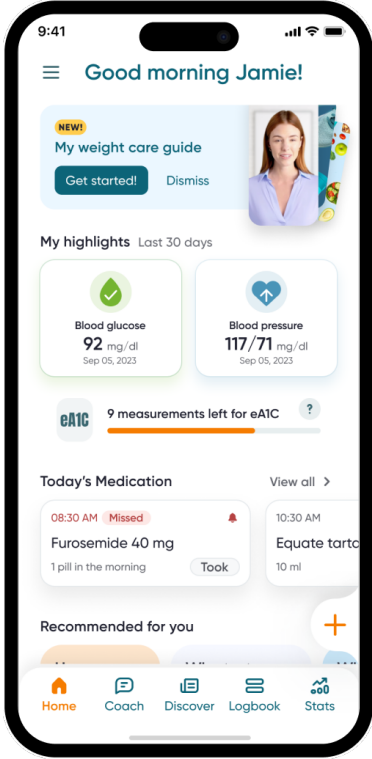 9:41
Good morning Jamie!
NEW!
My weight care guide
Get started! Dismiss
My highlights Last 30 days
Blood glucose
92 mg/dl
Sep 05, 2023
Blood pressure
117/71 mg/dl
Sep 05, 2023
eA1C
9 measurements left for eA1C
?
Today's Medication View all
08:30 AM Missed
Furosemide 40 mg
1 pill in the morning Took
10:30 AM
Equate tarta
10 ml
Recommended for you
Home Coach Discover Logbook Stats